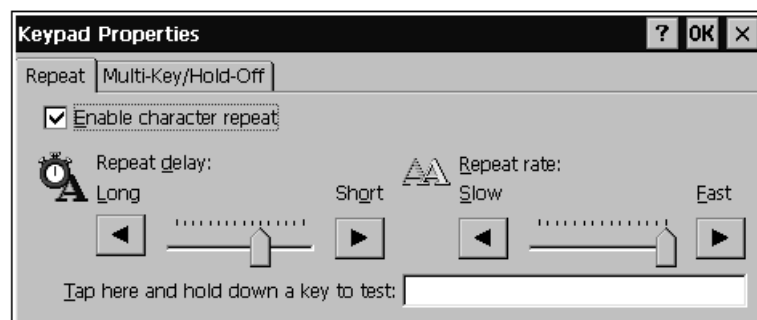 Keypad Properties ? OK ×
Repeat Multi-Key/Hold-Off
Enable character repeat
Repeat delay: Repeat rate:
Long Short Slow Fast
Tap here and hold down a key to test: